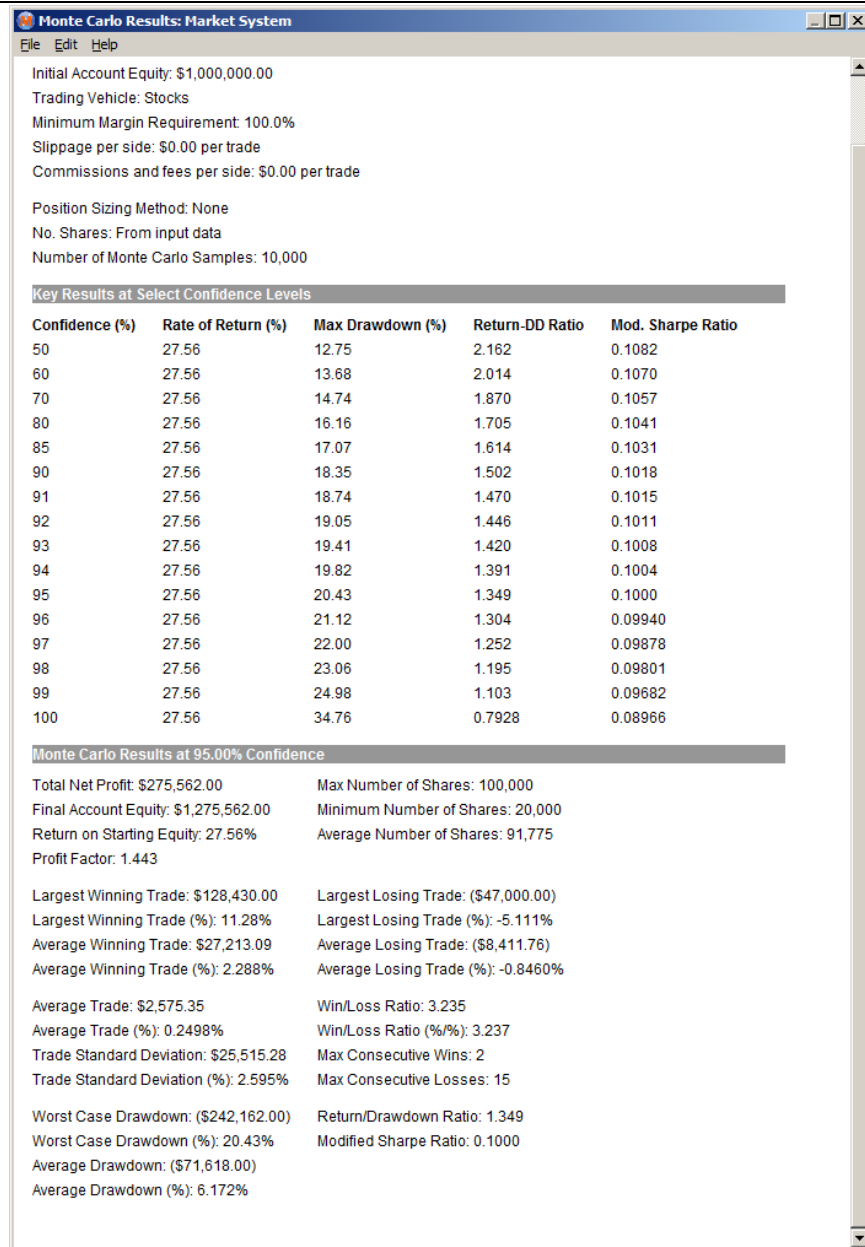 Monte Carlo Results: Market System
File Edit Help
Initial Account Equity: $1,000,000.00
Trading Vehicle: Stocks
Minimum Margin Requirement: 100.0%
Slippage per side: $0.00 per trade
Commissions and fees per side: $0.00 per trade
Position Sizing Method: None
No. Shares: From input data
Number of Monte Carlo Samples: 10,000
Key Results at Select Confidence Levels
Confidence (%) Rate of Return (%) Max Drawdown (%) Return-DD Ratio Mod. Sharpe Ratio
50 27.56 12.75 2.162 0.1082
60 27.56 13.68 2.014 0.1070
70 27.56 14.74 1.870 0.1057
80 27.56 16.16 1.705 0.1041
85 27.56 17.07 1.614 0.1031
90 27.56 18.35 1.502 0.1018
91 27.56 18.74 1.470 0.1015
92 27.56 19.05 1.446 0.1011
93 27.56 19.41 1.420 0.1008
94 27.56 19.82 1.391 0.1004
95 27.56 20.43 1.349 0.1000
96 27.56 21.12 1.304 0.09940
97 27.56 22.00 1.252 0.09878
98 27.56 23.06 1.195 0.09801
99 27.56 24.98 1.103 0.09682
100 27.56 34.76 0.7928 0.08966
Monte Carlo Results at 95.00% Confidence
Total Net Profit: $275,562.00 Max Number of Shares: 100,000
Final Account Equity: $1,275,562.00 Minimum Number of Shares: 20,000
Return on Starting Equity: 27.56% Average Number of Shares: 91,775
Profit Factor: 1.443
Largest Winning Trade: $128,430.00 Largest Losing Trade: ($47,000.00)
Largest Winning Trade (%): 11.28% Largest Losing Trade (%): -5.111%
Average Winning Trade: $27,213.09 Average Losing Trade: ($8,411.76)
Average Winning Trade (%): 2.288% Average Losing Trade (%): -0.8460%
Average Trade: $2,575.35 Win/Loss Ratio: 3.235
Average Trade (%): 0.2498% Win/Loss Ratio (%/%): 3.237
Trade Standard Deviation: $25,515.28 Max Consecutive Wins: 2
Trade Standard Deviation (%): 2.595% Max Consecutive Losses: 15
Worst Case Drawdown: ($242,162.00) Return/Drawdown Ratio: 1.349
Worst Case Drawdown (%): 20.43% Modified Sharpe Ratio: 0.1000
Average Drawdown: ($71,618.00)
Average Drawdown (%): 6.172%